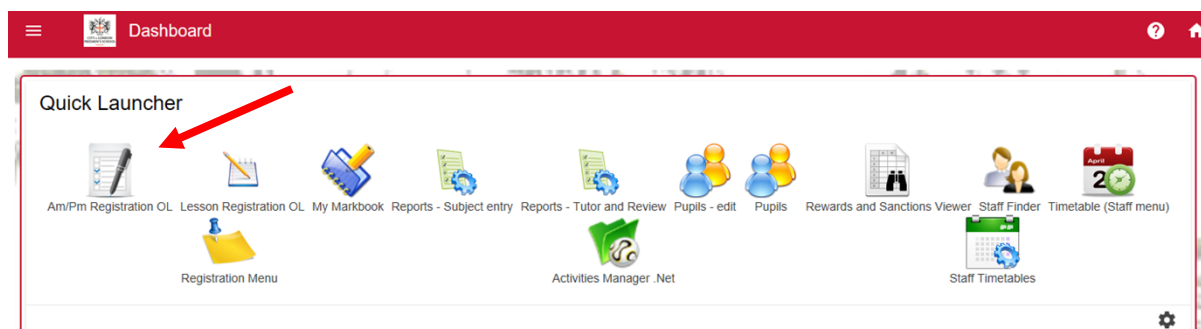 Dashboard
Quick Launcher
April
2
Am/Pm Registration OL Lesson Registration OL My Markbook Reports - Subject entry Reports - Tutor and Review Pupils - edit Pupils Rewards and Sanctions Viewer Staff Finder Timetable (Staff menu)
Registration Menu Activities Manager .Net Staff Timetables